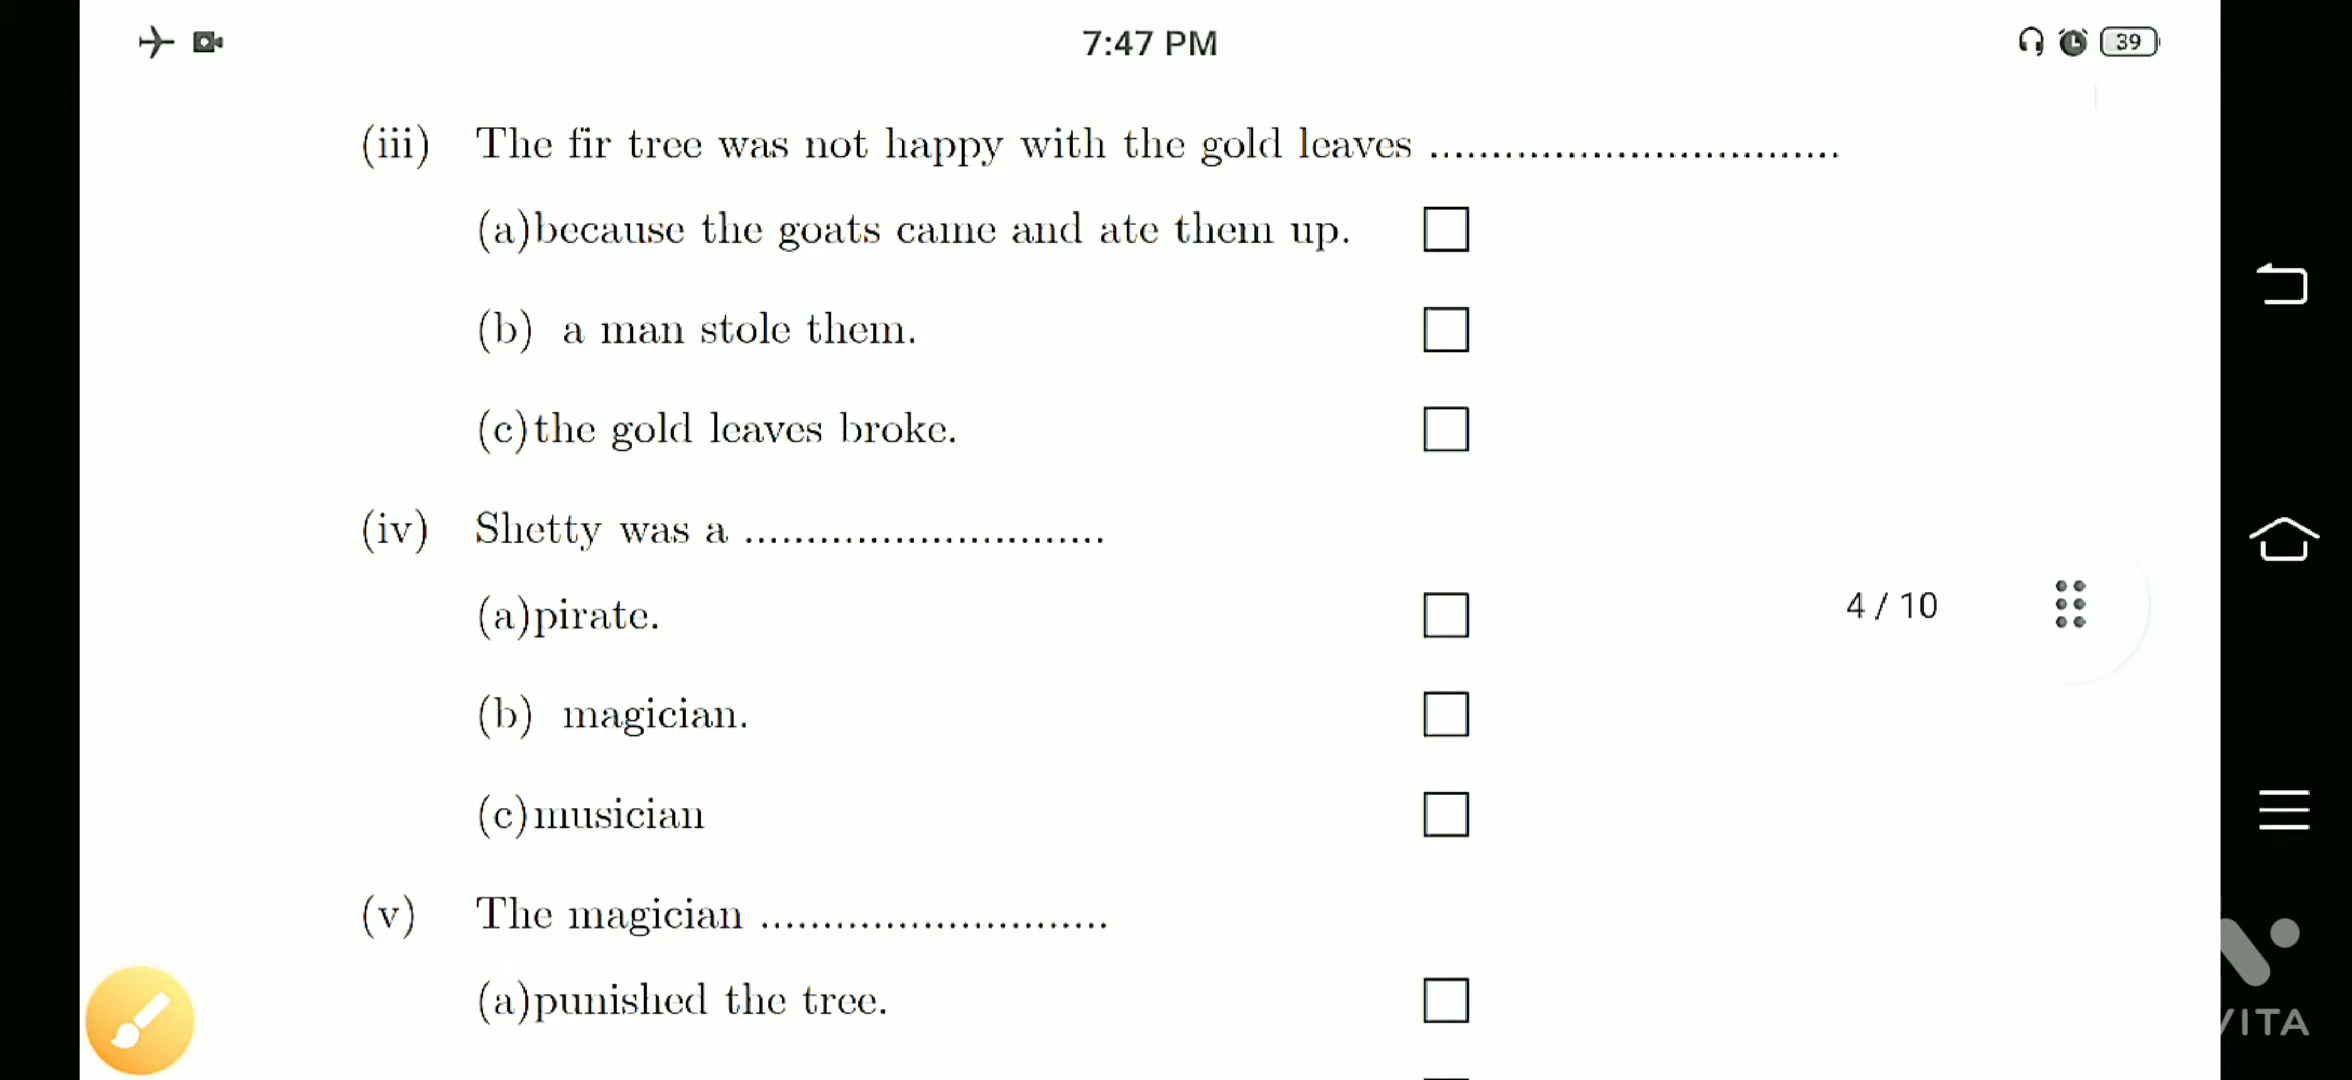 7:47 PM
39
(iii) The fir tree was not happy with the gold leaves .................................
(a)because the goats came and ate them up.
(b) a man stole them.
(c)the gold leaves broke.
(iv) Shetty was a .............................
(a)pirate.
4 / 10
(b) magician.
(c)musician
(v) The magician ............................
(a)punished the tree.
VITA